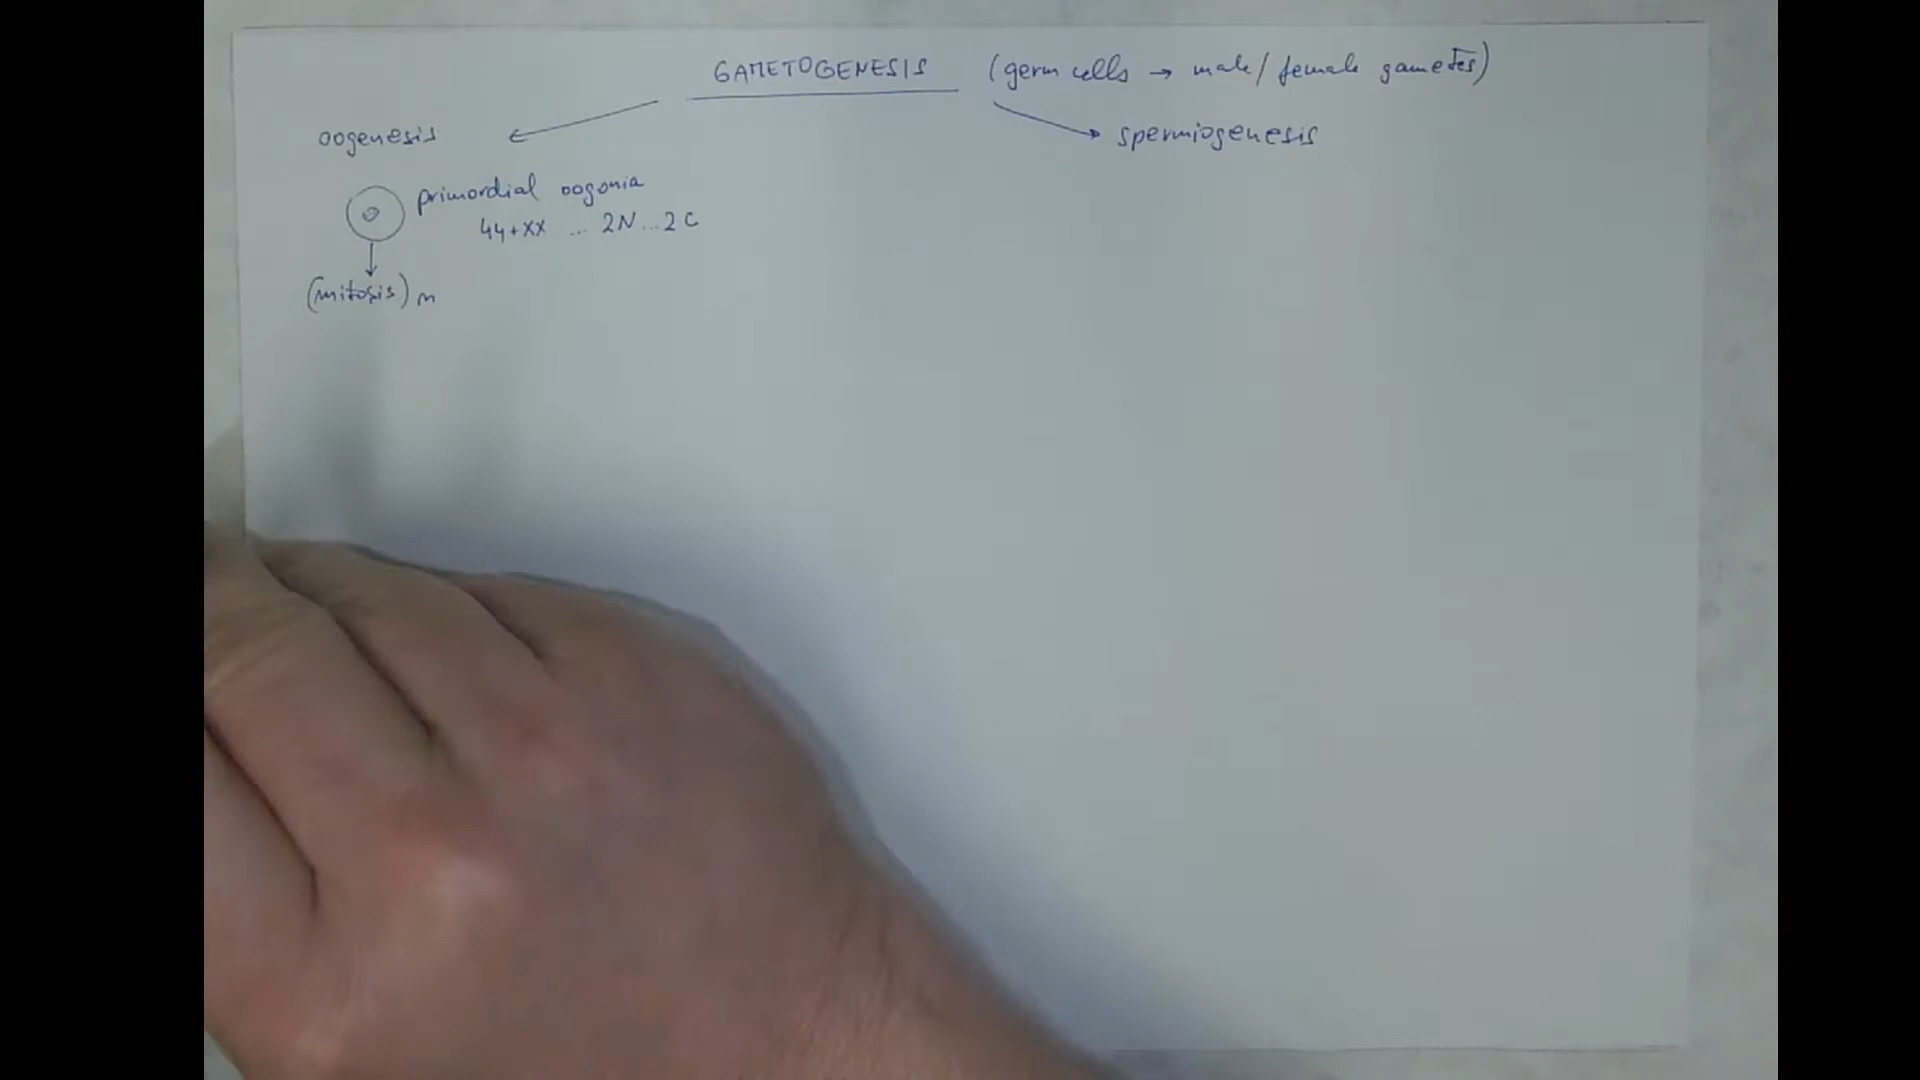 GAMETOGENESIS (germ cells → male/female gametes)
oogenesis
spermiogenesis
primordial oogonia
44+XX ... 2N...2C
(mitosis) n